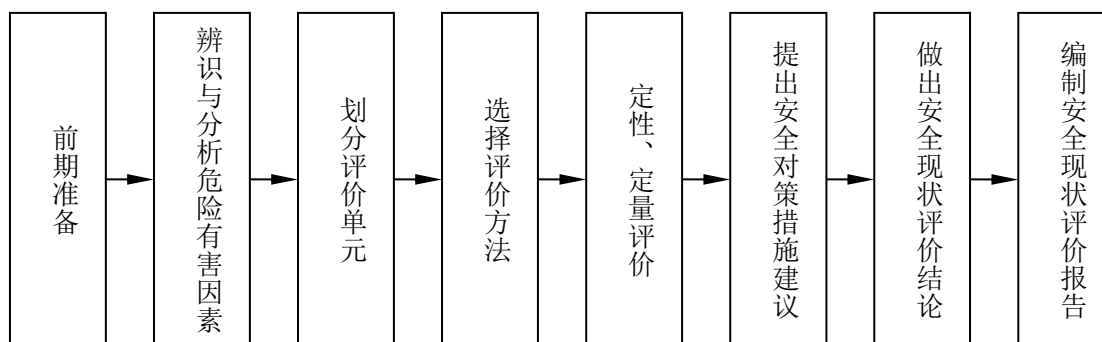 前期准备
辨识与分析危险有害因素
划分评价单元
选择评价方法
定性、定量评价
提出安全对策措施建议
做出安全现状评价结论
编制安全现状评价报告